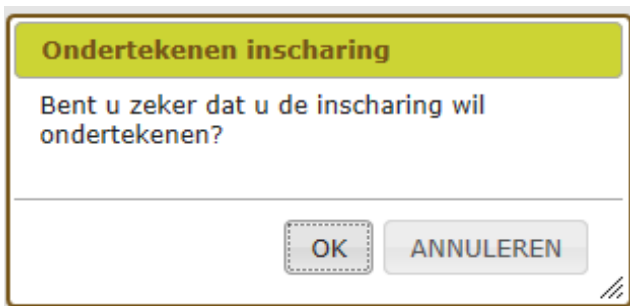 Ondertekenen inscharing
Bent u zeker dat u de inscharing wil
ondertekenen?
OK
ANNULEREN